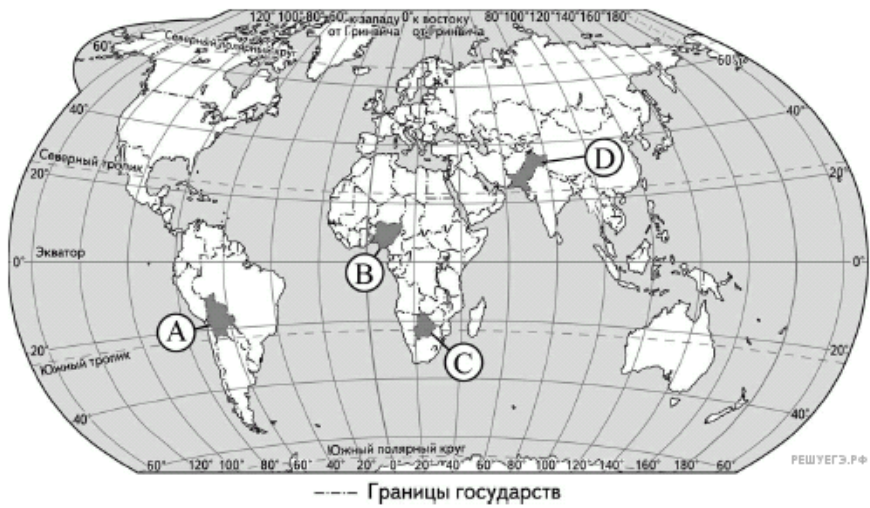 120° 100° 80° 60° к западу 0° к востоку 80° 100° 120° 140° 160° 180°
от Гринвича от Гринвича
Северный полярный круг
60° 60°
40° 40°
D
Северный тропик
20° 20°
Экватор
0° 0°
B
A
C
20° 20°
Южный тропик
40° 40°
Южный полярный круг
60° 120° 100° 80° 60° 40° 20° 0° 20° 40° 60° 80° 100° 120° 140° 180° 60°
РЕШУЕГЭ.РФ
Границы государств